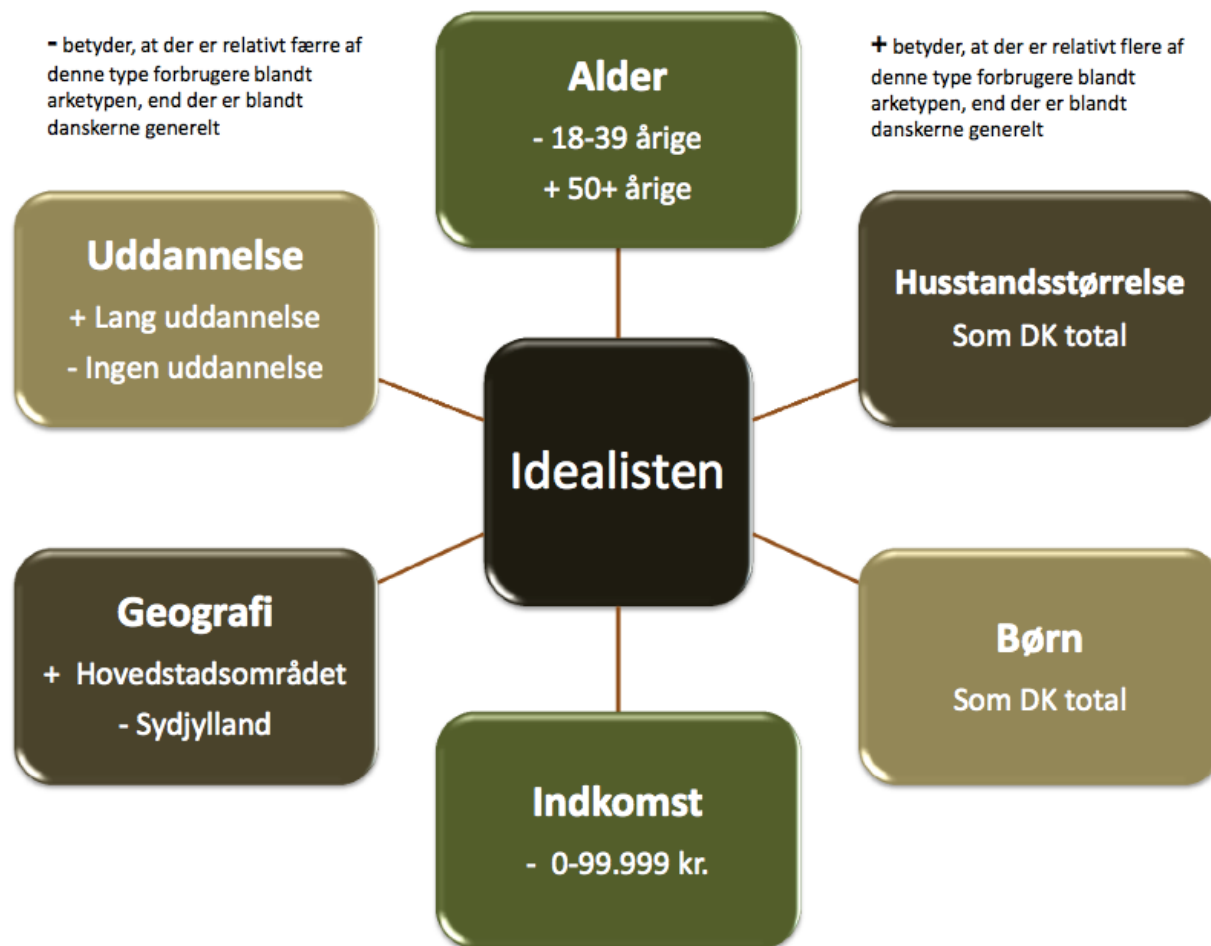 - betyder, at der er relativt færre af
denne type forbrugere blandt
arketypen, end der er blandt
danskerne generelt
Alder
- 18-39 årige
+ 50+ årige
+ betyder, at der er relativt flere af
denne type forbrugere blandt
arketypen, end der er blandt
danskerne generelt
Uddannelse
+ Lang uddannelse
- Ingen uddannelse
Husstandsstørrelse
Som DK total
Idealisten
Geografi
+ Hovedstadsområdet
- Sydjylland
Børn
Som DK total
Indkomst
- 0-99.999 kr.